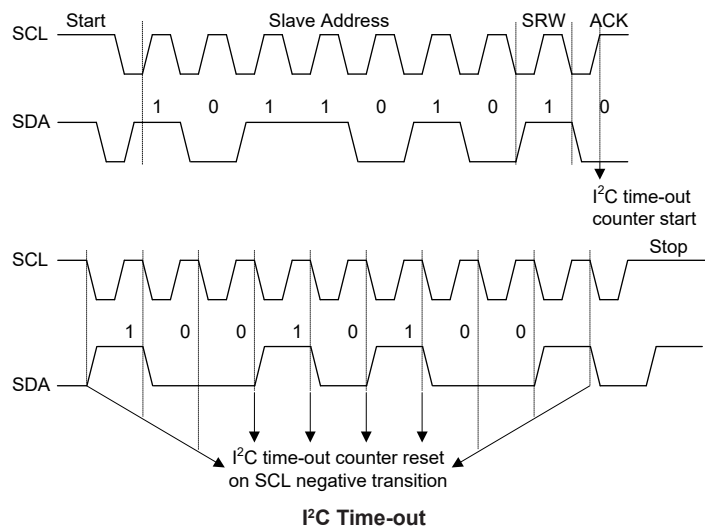 Start Slave Address SRW ACK
SCL
1 0 1 1 0 1 0 1 0
SDA
I²C time-out
counter start
Stop
SCL
1 0 0 1 0 1 0 0
SDA
I²C time-out counter reset
on SCL negative transition
I²C Time-out